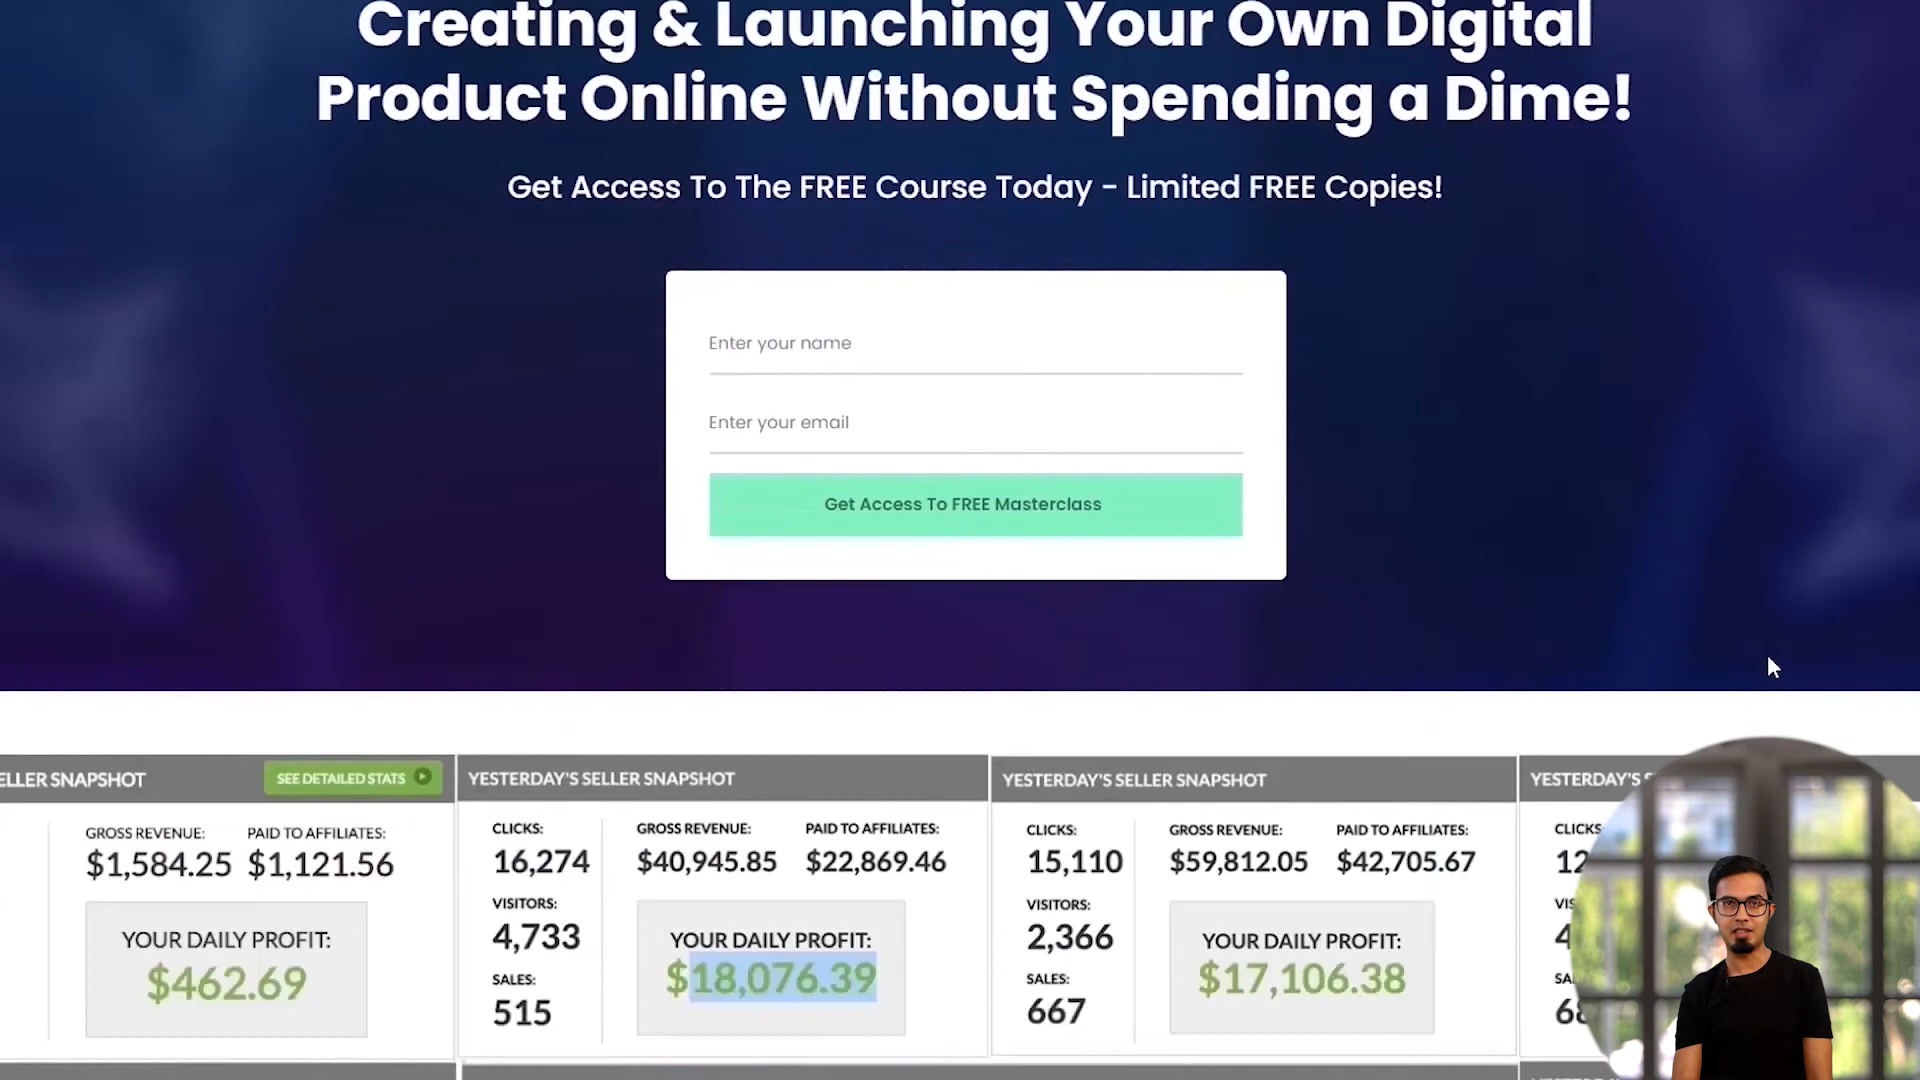 Creating & Launching Your Own Digital
Product Online Without Spending a Dime!
Get Access To The FREE Course Today - Limited FREE Copies!
Enter your name
Enter your email
Get Access To FREE Masterclass
ELLER SNAPSHOT
SEE DETAILED STATS
GROSS REVENUE: PAID TO AFFILIATES:
$1,584.25 $1,121.56
YOUR DAILY PROFIT:
$462.69
YESTERDAY'S SELLER SNAPSHOT
CLICKS: GROSS REVENUE: PAID TO AFFILIATES:
16,274 $40,945.85 $22,869.46
VISITORS:
4,733
YOUR DAILY PROFIT:
$18,076.39
SALES:
515
YESTERDAY'S SELLER SNAPSHOT
CLICKS: GROSS REVENUE: PAID TO AFFILIATES:
15,110 $59,812.05 $42,705.67
VISITORS:
2,366
YOUR DAILY PROFIT:
$17,106.38
SALES:
667
YESTERDAY'S
CLICKS